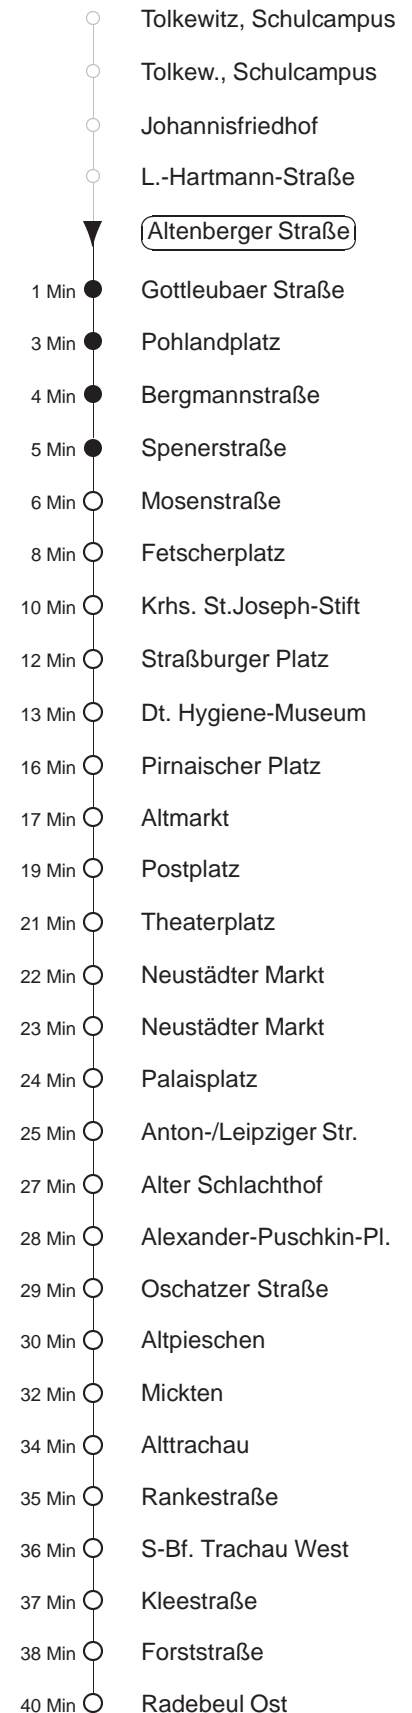 Tolkewitz, Schulcampus
Tolkew., Schulcampus
Johannisfriedhof
L.-Hartmann-Straße
Altenberger Straße
1 Min Gottleubaer Straße
3 Min Pohlandplatz
4 Min Bergmannstraße
5 Min Spenerstraße
6 Min Mosenstraße
8 Min Fetscherplatz
10 Min Krhs. St.Joseph-Stift
12 Min Straßburger Platz
13 Min Dt. Hygiene-Museum
16 Min Pirnaischer Platz
17 Min Altmarkt
19 Min Postplatz
21 Min Theaterplatz
22 Min Neustädter Markt
23 Min Neustädter Markt
24 Min Palaisplatz
25 Min Anton-/Leipziger Str.
27 Min Alter Schlachthof
28 Min Alexander-Puschkin-Pl.
29 Min Oschatzer Straße
30 Min Altpieschen
32 Min Mickten
34 Min Alttrachau
35 Min Rankestraße
36 Min S-Bf. Trachau West
37 Min Kleestraße
38 Min Forststraße
40 Min Radebeul Ost